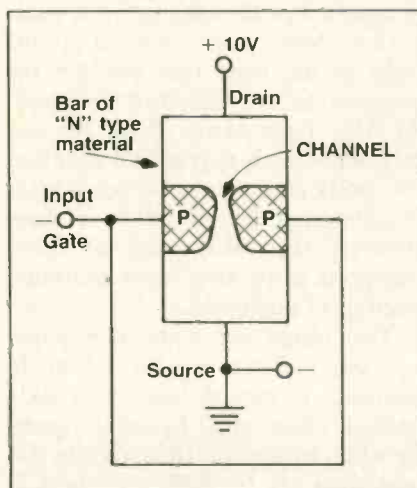 + 10V
Drain
Bar of
"N" type
material
CHANNEL
Input
P
P
Gate
Source